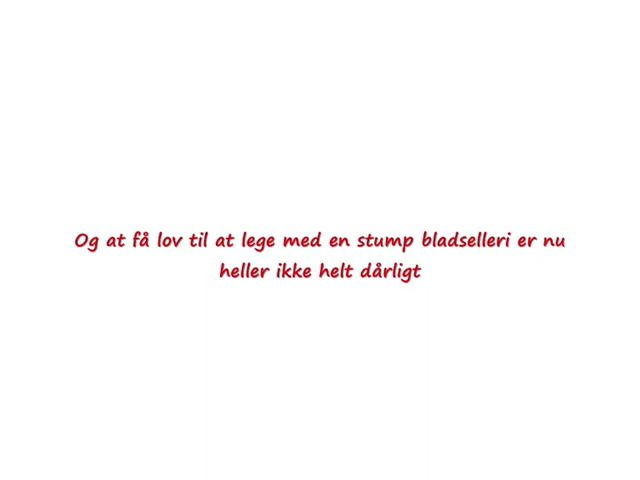 Og at få lov til at lege med en stump bladselleri er nu
heller ikke helt dårligt